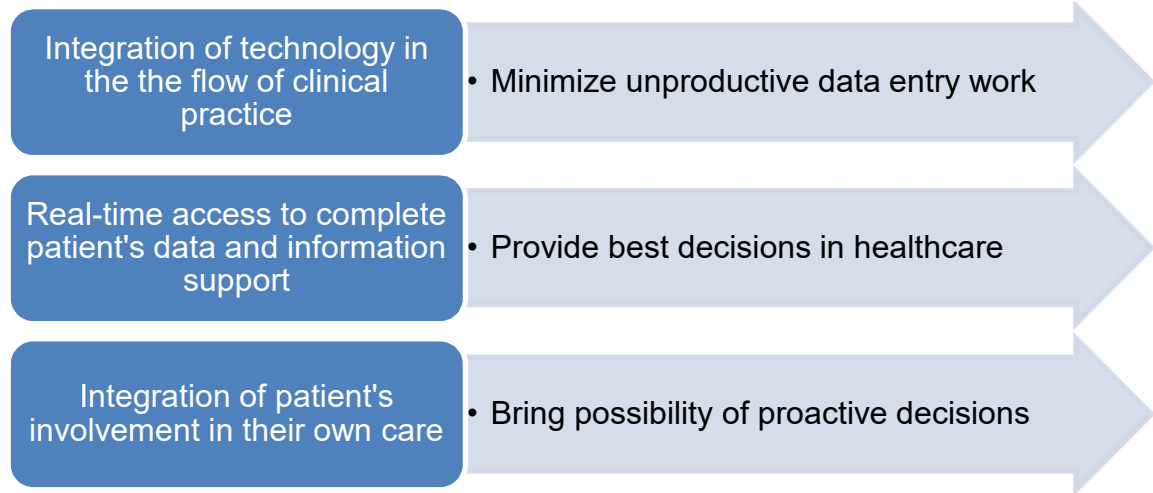 Integration of technology in
the the flow of clinical
practice
• Minimize unproductive data entry work
Real-time access to complete
patient's data and information
support
• Provide best decisions in healthcare
Integration of patient's
involvement in their own care
• Bring possibility of proactive decisions